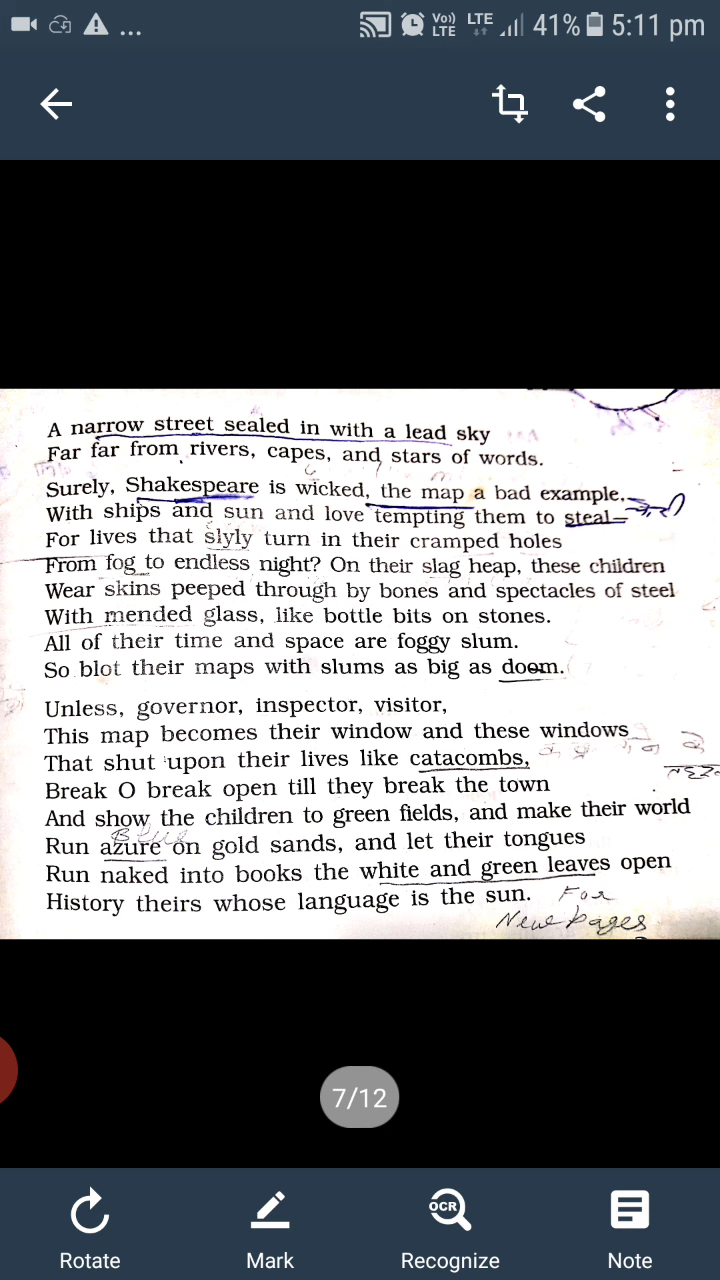 ... Vo)) LTE LTE 41% 5:11 pm
A narrow street sealed in with a lead sky
Far far from rivers, capes, and stars of words.
Surely, Shakespeare is wicked, the map a bad example,
With ships and sun and love tempting them to steal—
For lives that slyly turn in their cramped holes
From fog to endless night? On their slag heap, these children
Wear skins peeped through by bones and spectacles of steel
With mended glass, like bottle bits on stones.
All of their time and space are foggy slum.
So blot their maps with slums as big as doom.
Unless, governor, inspector, visitor,
This map becomes their window and these windows
That shut upon their lives like catacombs,
Break O break open till they break the town
And show the children to green fields, and make their world
Blue
Run azure on gold sands, and let their tongues
Run naked into books the white and green leaves open
History theirs whose language is the sun. For
New pages
7/12
OCR
Rotate Mark Recognize Note